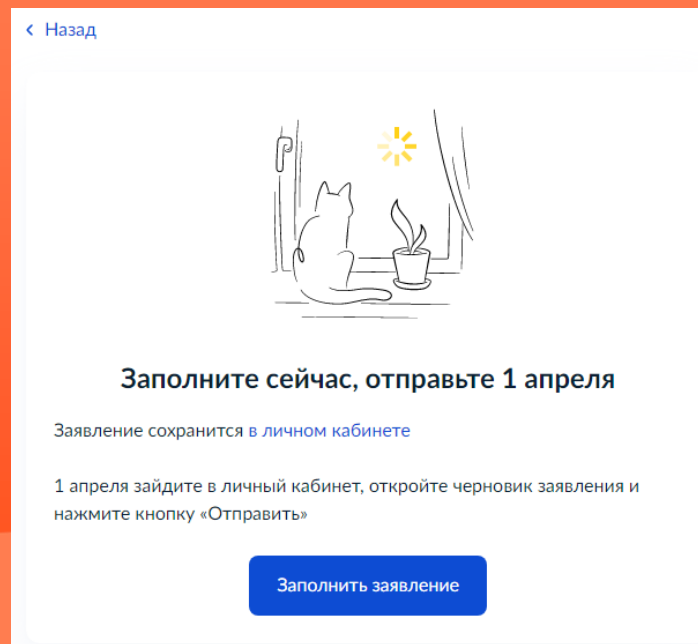 Назад
Заполните сейчас, отправьте 1 апреля
Заявление сохранится в личном кабинете
1 апреля зайдите в личный кабинет, откройте черновик заявления и
нажмите кнопку «Отправить»
Заполнить заявление